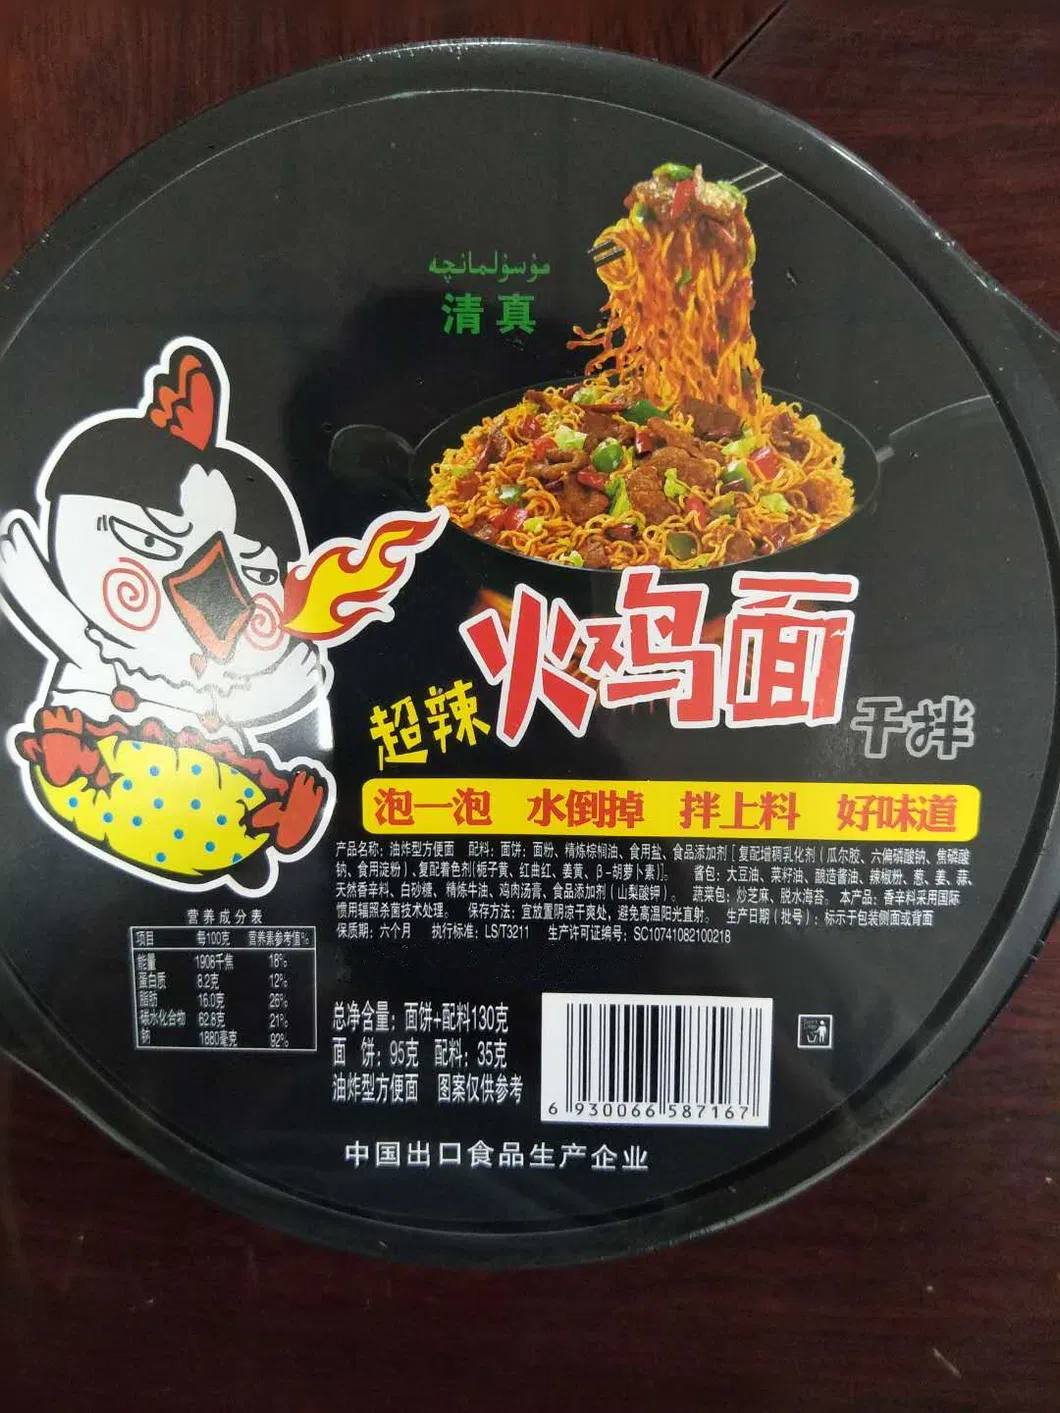 مۇسۇلمانچە
清真
超辣 火鸡面 干拌
泡一泡 水倒掉 拌上料 好味道
产品名称：油炸型方便面 配料：面饼：面粉、精炼棕榈油、食用盐、食品添加剂［复配增稠乳化剂（瓜尔胶、六偏磷酸钠、焦磷酸
钠、食用淀粉）、复配着色剂(栀子黄、红曲红、姜黄、β-胡萝卜素)]。 酱包：大豆油、菜籽油、酿造酱油、辣椒粉、葱、姜、蒜、
天然香辛料、白砂糖、精炼牛油、鸡肉汤膏、食品添加剂（山梨酸钾）。 蔬菜包：炒芝麻、脱水海苔。 本产品：香辛料采用国际
惯用辐照杀菌技术处理。 保存方法：宜放置阴凉干爽处，避免高温阳光直射。 生产日期（批号）：标示于包装侧面或背面
保质期：六个月 执行标准：LS/T3211 生产许可证编号：SC10741082100218
营养成分表
项目 每100克 营养素参考值%
能量 1908千焦 18%
蛋白质 8.2克 12%
脂肪 16.0克 26%
碳水化合物 62.8克 21%
钠 1880毫克 92%
总净含量：面饼+配料130克
面 饼：95克 配料：35克
油炸型方便面 图案仅供参考
6 930066 587167
中国出口食品生产企业